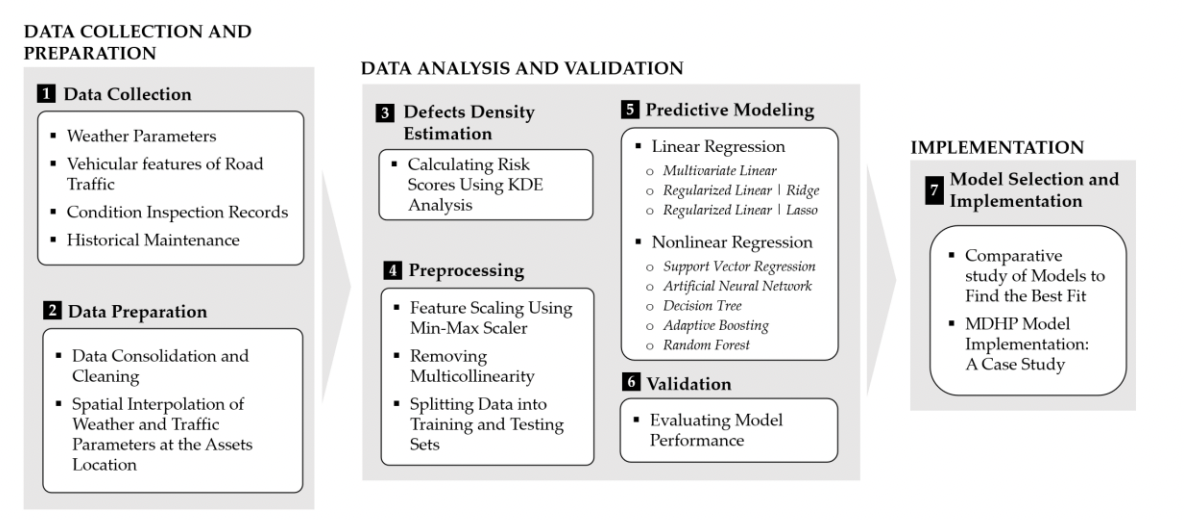 DATA COLLECTION AND
PREPARATION
1 Data Collection
▪ Weather Parameters
▪ Vehicular features of Road
Traffic
▪ Condition Inspection Records
▪ Historical Maintenance
2 Data Preparation
▪ Data Consolidation and
Cleaning
▪ Spatial Interpolation of
Weather and Traffic
Parameters at the Assets
Location
DATA ANALYSIS AND VALIDATION
3 Defects Density
Estimation
▪ Calculating Risk
Scores Using KDE
Analysis
4 Preprocessing
▪ Feature Scaling Using
Min-Max Scaler
▪ Removing
Multicollinearity
▪ Splitting Data into
Training and Testing
Sets
5 Predictive Modeling
▪ Linear Regression
o Multivariate Linear
o Regularized Linear | Ridge
o Regularized Linear | Lasso
▪ Nonlinear Regression
o Support Vector Regression
o Artificial Neural Network
o Decision Tree
o Adaptive Boosting
o Random Forest
6 Validation
▪ Evaluating Model
Performance
IMPLEMENTATION
7 Model Selection and
Implementation
▪ Comparative
study of Models to
Find the Best Fit
▪ MDHP Model
Implementation:
A Case Study